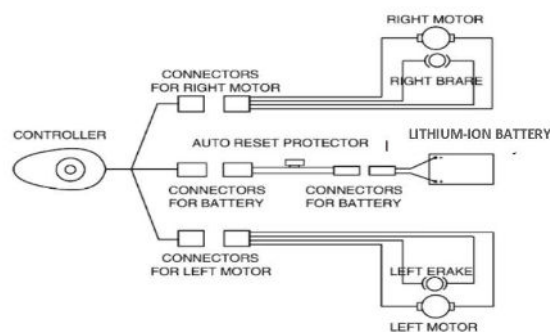 RIGHT MOTOR
RIGHT BRARE
CONNECTORS
FOR RIGHT MOTOR
CONTROLLER
AUTO RESET PROTECTOR
LITHIUM-ION BATTERY
CONNECTORS
FOR BATTERY
CONNECTORS
FOR BATTERY
CONNECTORS
FOR LEFT MOTOR
LEFT ERAKE
LEFT MOTOR